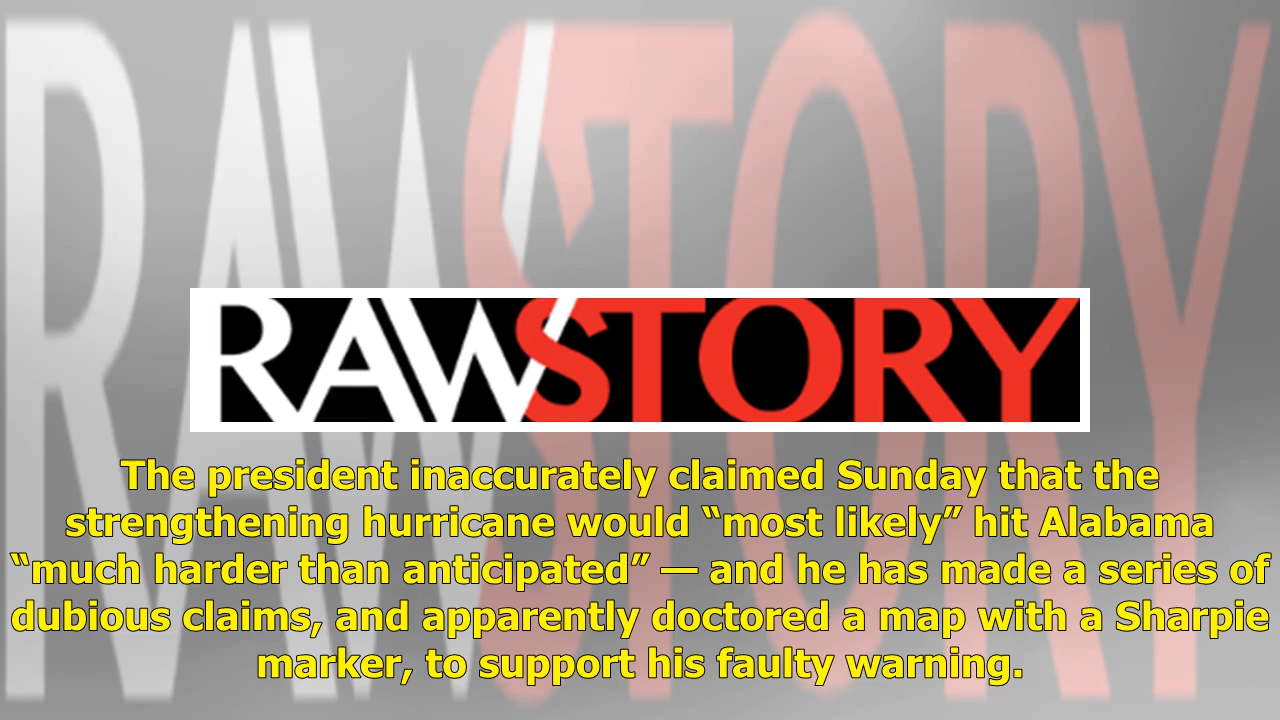 RAWSTORY
RAWSTORY
The president inaccurately claimed Sunday that the
strengthening hurricane would “most likely” hit Alabama
“much harder than anticipated” — and he has made a series of
dubious claims, and apparently doctored a map with a Sharpie
marker, to support his faulty warning.